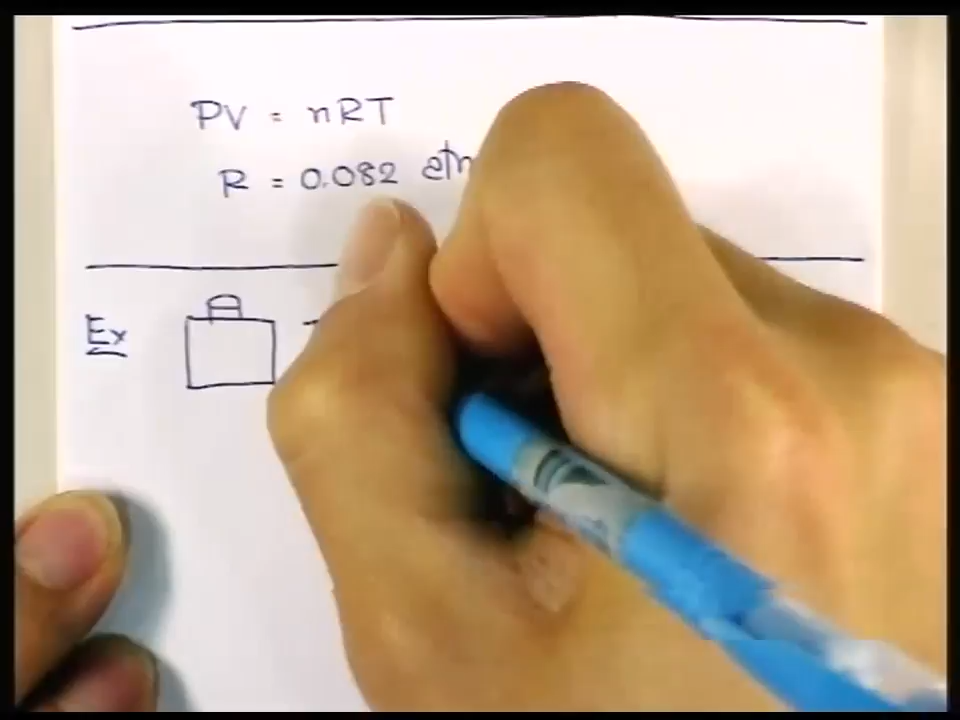 PV = nRT
R = 0.082
Ex